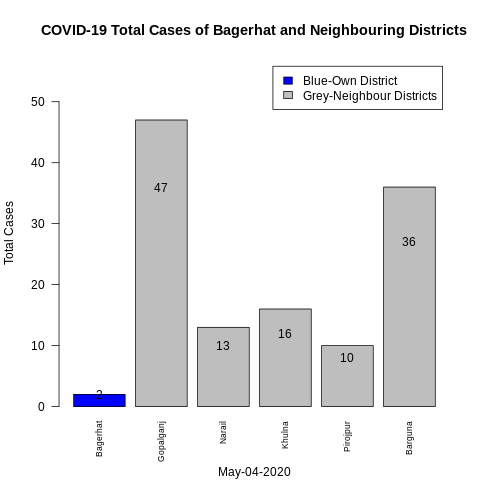 COVID-19 Total Cases of Bagerhat and Neighbouring Districts
Blue-Own District
Grey-Neighbour Districts
Total Cases
50
40
30
20
10
0
2
47
13
16
10
36
Bagerhat
Gopalganj
Narail
Khulna
Pirojpur
Barguna
May-04-2020